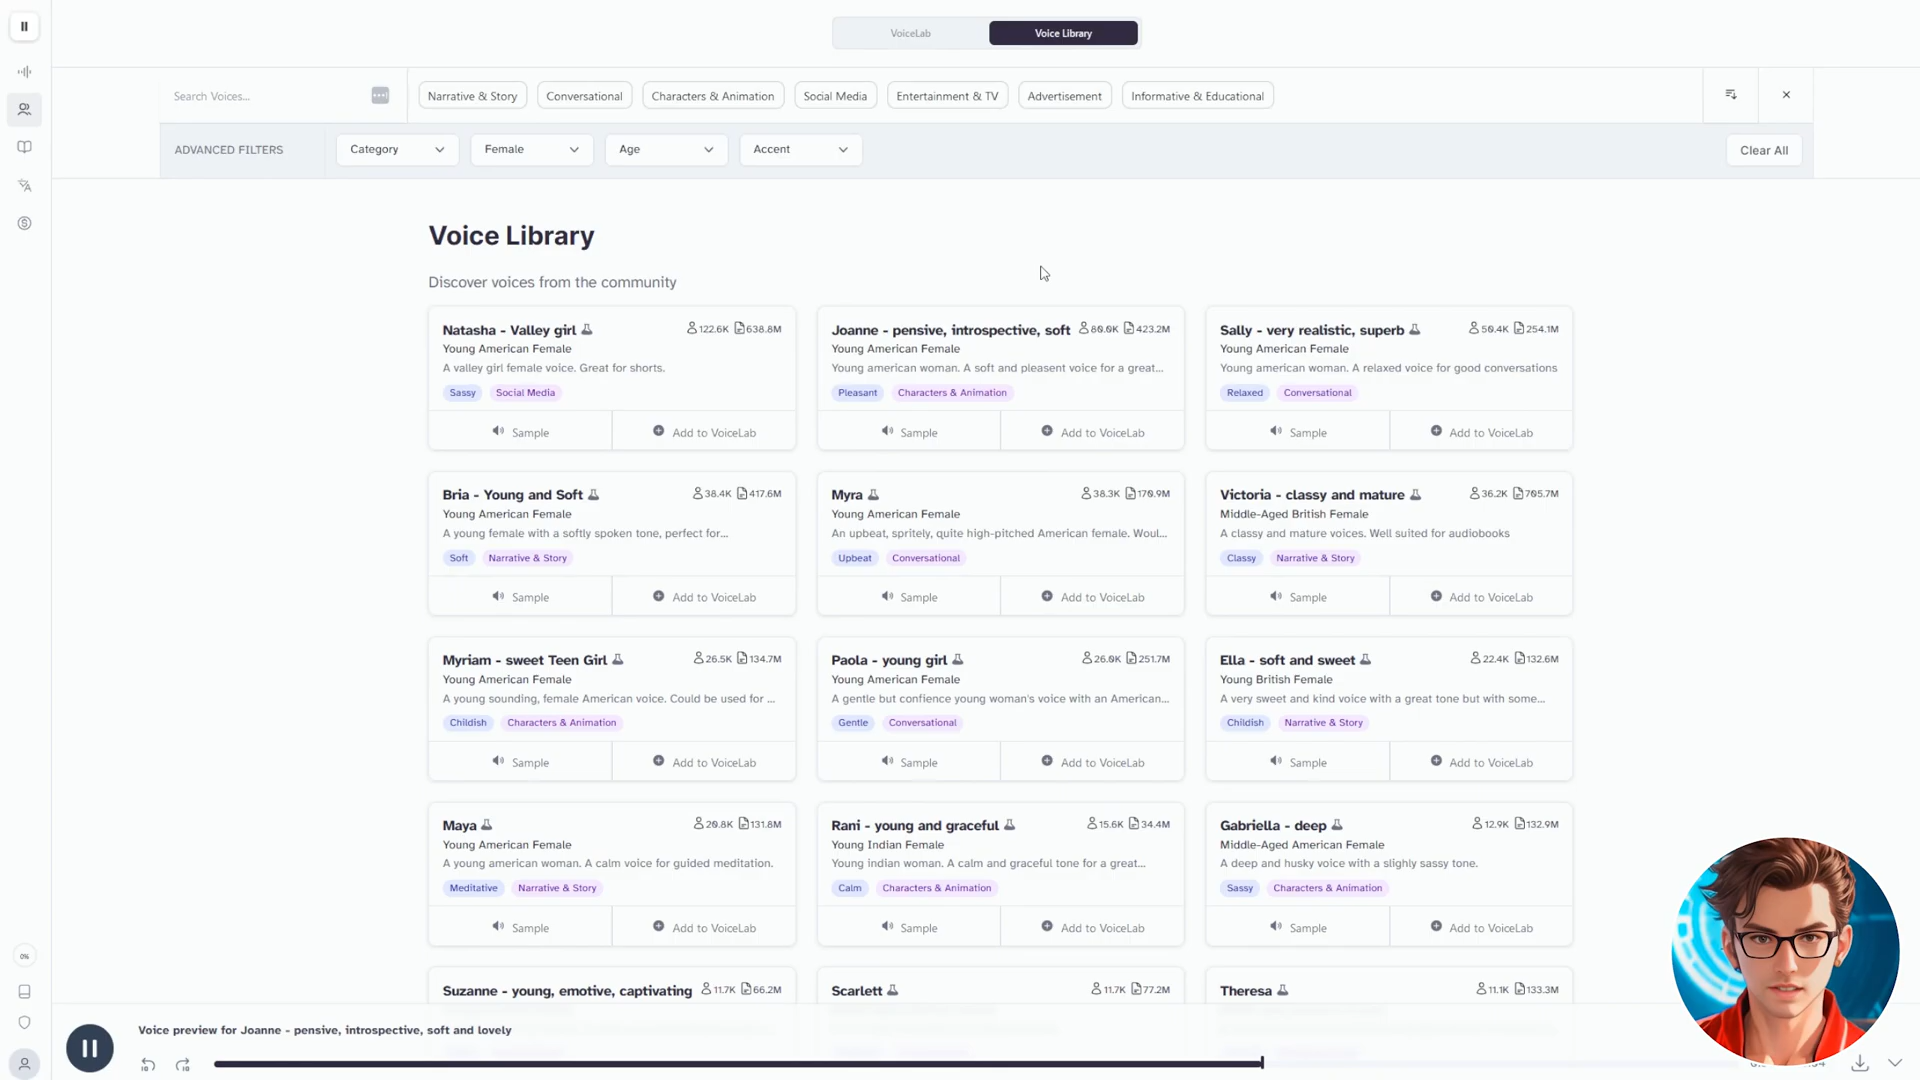 VoiceLab
Voice Library
Search Voices...
Narrative & Story
Conversational
Characters & Animation
Social Media
Entertainment & TV
Advertisement
Informative & Educational
ADVANCED FILTERS
Category
Female
Age
Accent
Clear All
Voice Library
Discover voices from the community
Natasha - Valley girl 122.6K 638.8M
Young American Female
A valley girl female voice. Great for shorts.
Sassy Social Media
Sample Add to VoiceLab
Joanne - pensive, introspective, soft 80.0K 423.2M
Young American Female
Young american woman. A soft and pleasent voice for a great...
Pleasant Characters & Animation
Sample Add to VoiceLab
Sally - very realistic, superb 50.4K 254.1M
Young American Female
Young american woman. A relaxed voice for good conversations
Relaxed Conversational
Sample Add to VoiceLab
Bria - Young and Soft 38.4K 417.6M
Young American Female
A young female with a softly spoken tone, perfect for...
Soft Narrative & Story
Sample Add to VoiceLab
Myra 38.3K 170.9M
Young American Female
An upbeat, spritely, quite high-pitched American female. Woul...
Upbeat Conversational
Sample Add to VoiceLab
Victoria - classy and mature 36.2K 705.7M
Middle-Aged British Female
A classy and mature voices. Well suited for audiobooks
Classy Narrative & Story
Sample Add to VoiceLab
Myriam - sweet Teen Girl 26.5K 134.7M
Young American Female
A young sounding, female American voice. Could be used for ...
Childish Characters & Animation
Sample Add to VoiceLab
Paola - young girl 26.0K 251.7M
Young American Female
A gentle but confience young woman's voice with an American...
Gentle Conversational
Sample Add to VoiceLab
Ella - soft and sweet 22.4K 132.6M
Young British Female
A very sweet and kind voice with a great tone but with some...
Childish Narrative & Story
Sample Add to VoiceLab
Maya 20.8K 131.8M
Young American Female
A young american woman. A calm voice for guided meditation.
Meditative Narrative & Story
Sample Add to VoiceLab
Rani - young and graceful 15.6K 34.4M
Young Indian Female
Young indian woman. A calm and graceful tone for a great...
Calm Characters & Animation
Sample Add to VoiceLab
Gabriella - deep 12.9K 132.9M
Middle-Aged American Female
A deep and husky voice with a slighly sassy tone.
Sassy Characters & Animation
Sample Add to VoiceLab
Suzanne - young, emotive, captivating 11.7K 66.2M
Scarlett 11.7K 77.2M
Theresa 11.1K 133.3M
0%
Voice preview for Joanne - pensive, introspective, soft and lovely
10
10